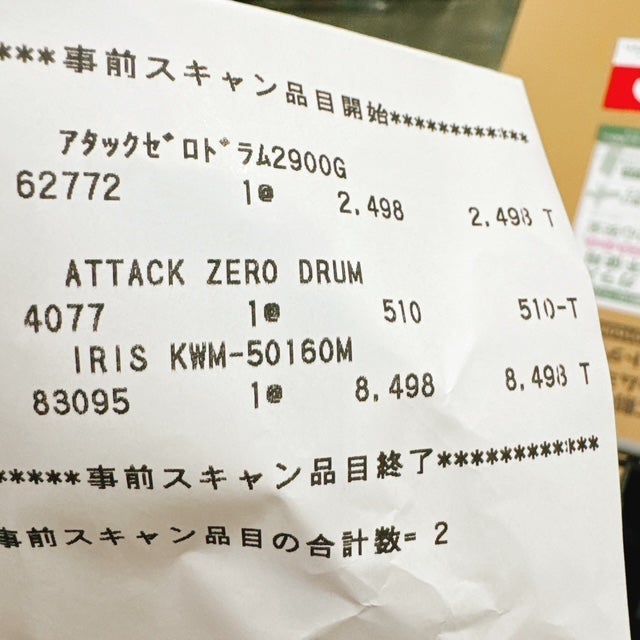 ***事前スキャン品目開始**********
アタックゼロドラム2900G
62772 1@ 2,498 2,498 T
ATTACK ZERO DRUM
4077 1@ 510 510-T
IRIS KWM-50160M
83095 1@ 8,498 8,498 T
*****事前スキャン品目終了***********
事前スキャン品目の合計数= 2